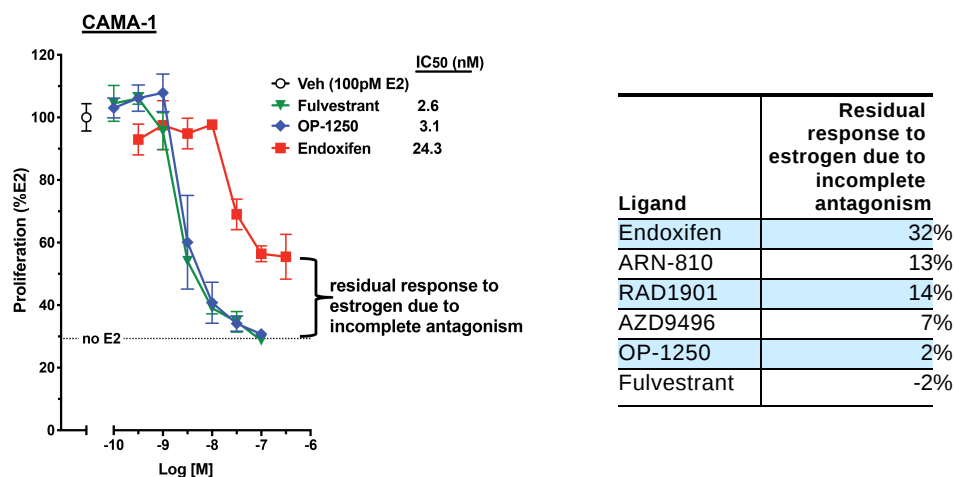 CAMA-1
IC50 (nM)
Veh (100pM E2)
Fulvestrant 2.6
OP-1250 3.1
Endoxifen 24.3
Proliferation (%E2)
120
100
80
60
40
20
0
no E2
-10 -9 -8 -7 -6
Log [M]
residual response to
estrogen due to
incomplete antagonism
Residual
response to
estrogen due to
incomplete
Ligand antagonism
Endoxifen 32%
ARN-810 13%
RAD1901 14%
AZD9496 7%
OP-1250 2%
Fulvestrant -2%